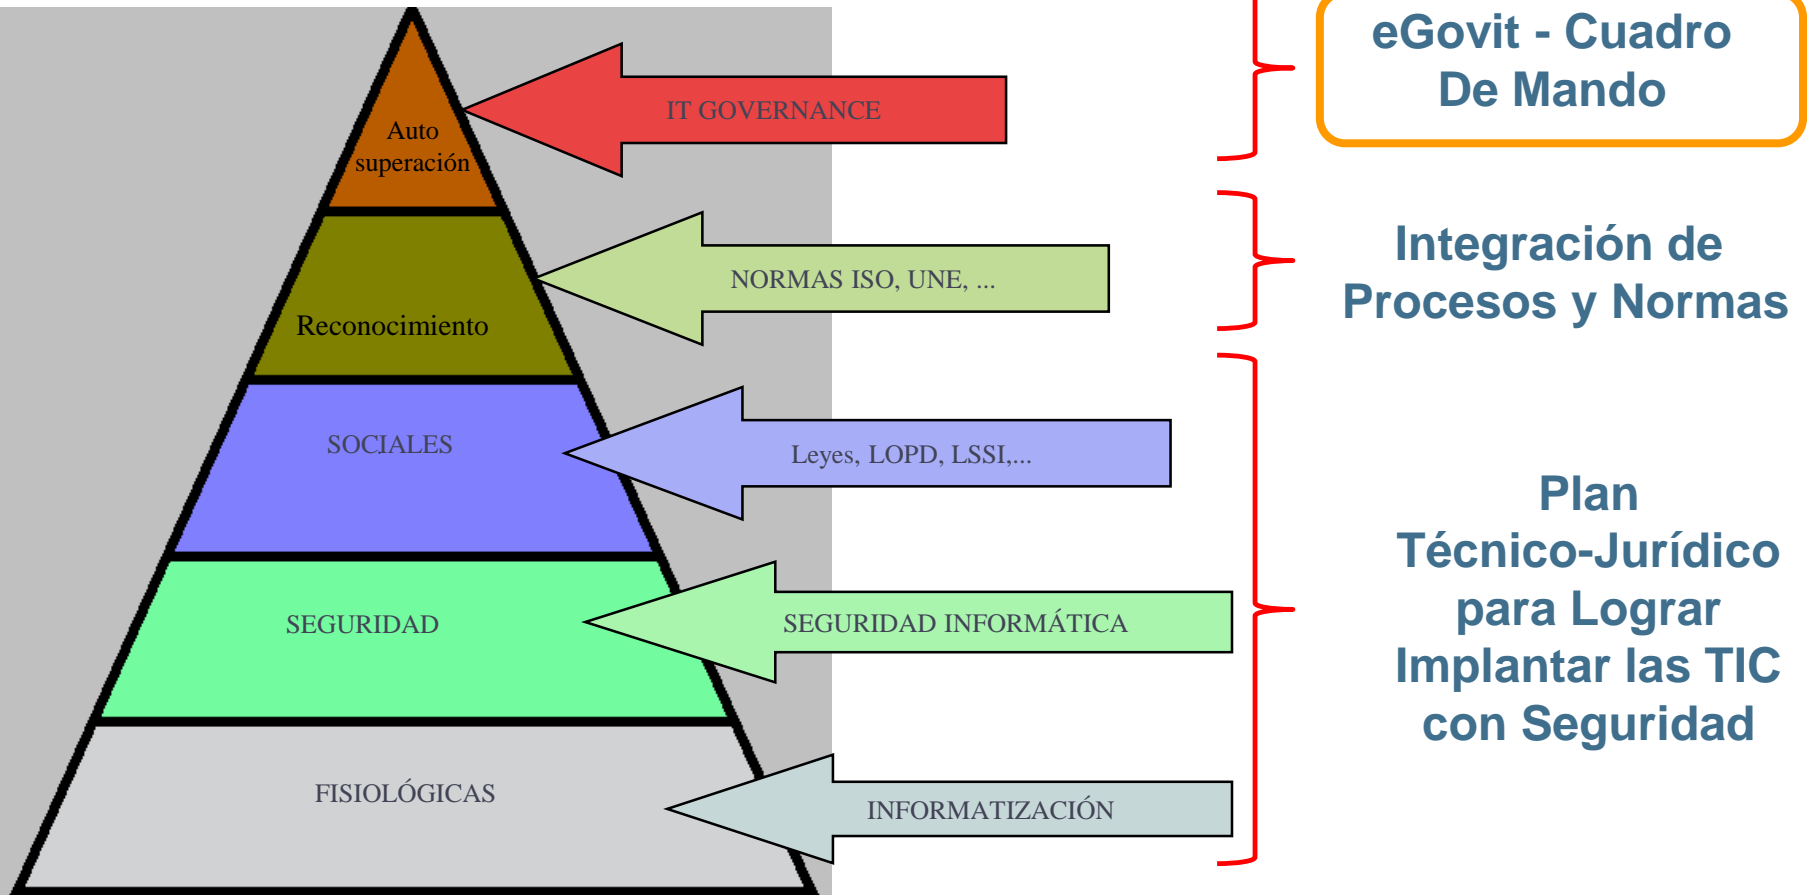 eGovit - Cuadro
De Mando
IT GOVERNANCE
Auto
superación
NORMAS ISO, UNE, ...
Integración de
Procesos y Normas
Reconocimiento
SOCIALES
Leyes, LOPD, LSSI,...
Plan
Técnico-Jurídico
para Lograr
Implantar las TIC
con Seguridad
SEGURIDAD
SEGURIDAD INFORMÁTICA
FISIOLÓGICAS
INFORMATIZACIÓN